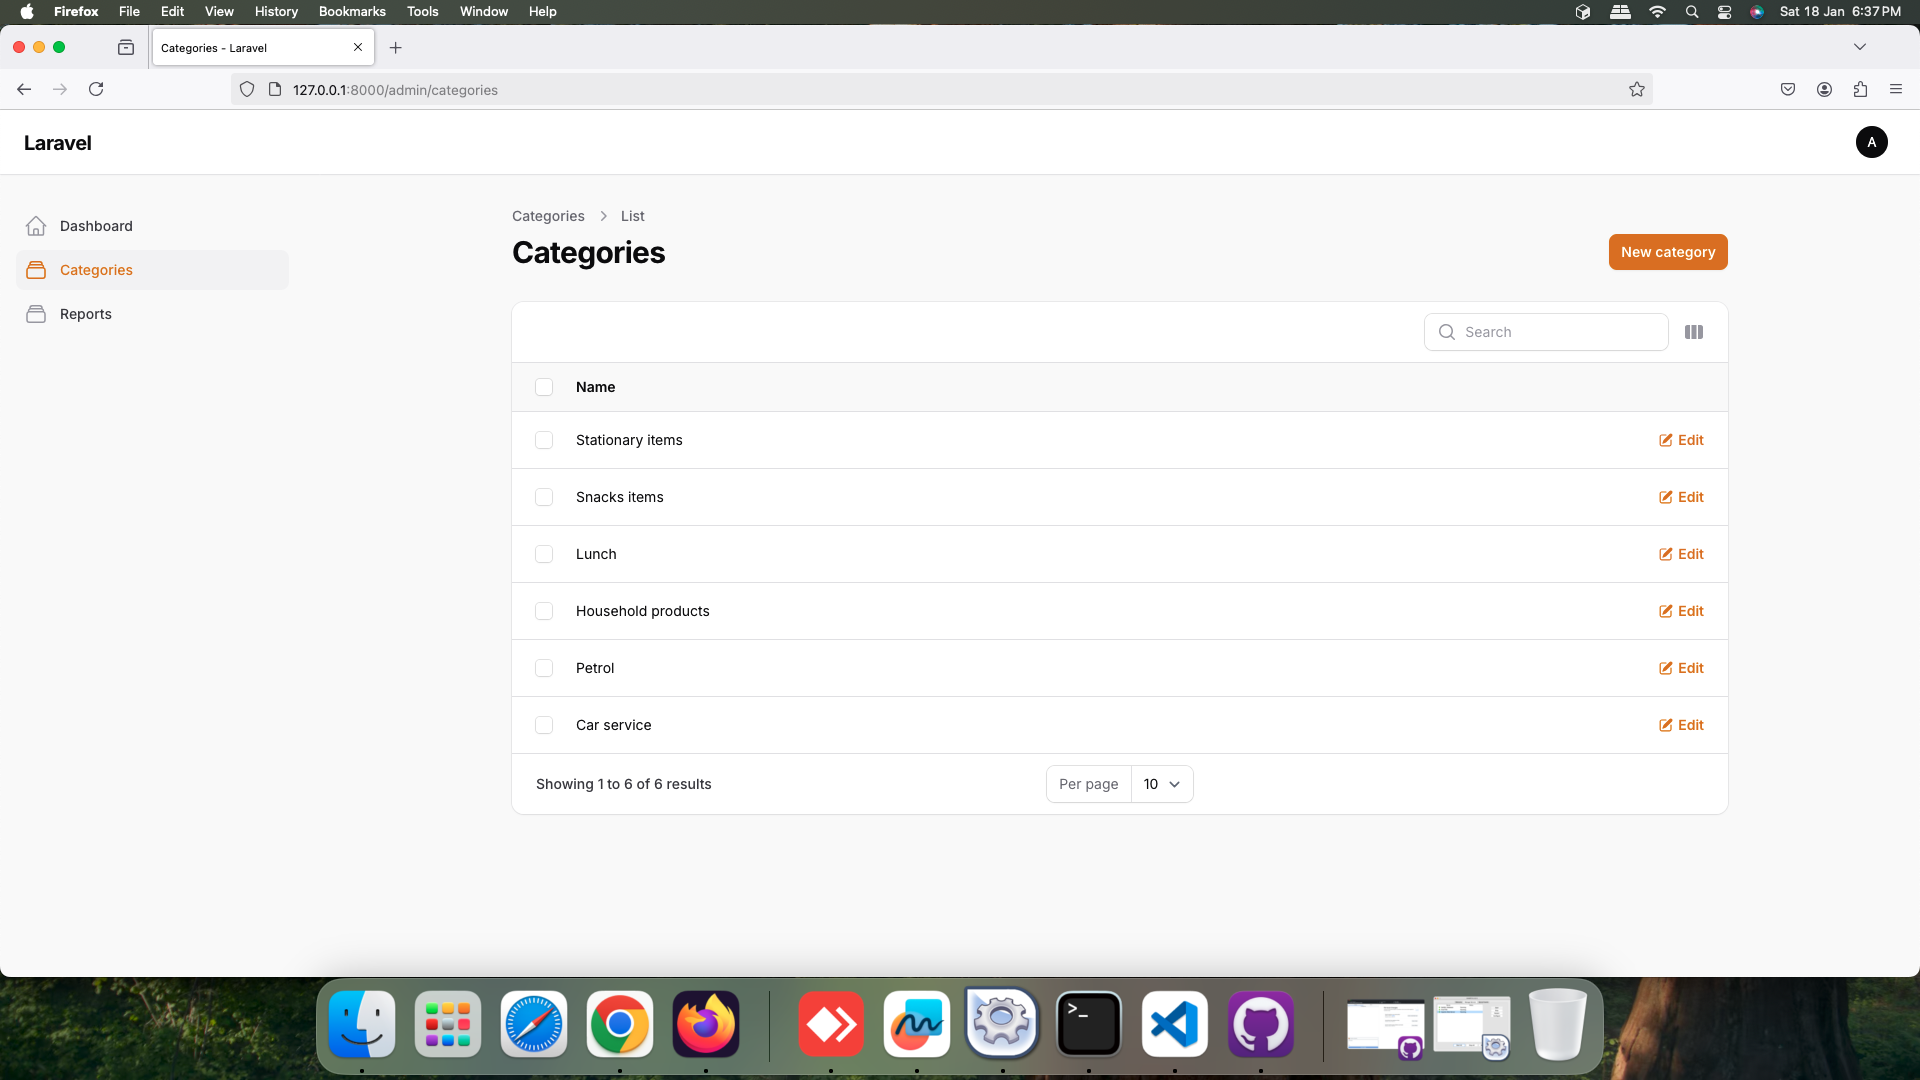 Firefox File Edit View History Bookmarks Tools Window Help Sat 18 Jan 6:37 PM
Categories - Laravel
127.0.0.1:8000/admin/categories
Laravel
A
Dashboard
Categories
Reports
Categories List
Categories
New category
Search
Name
Stationary items Edit
Snacks items Edit
Lunch Edit
Household products Edit
Petrol Edit
Car service Edit
Showing 1 to 6 of 6 results Per page 10